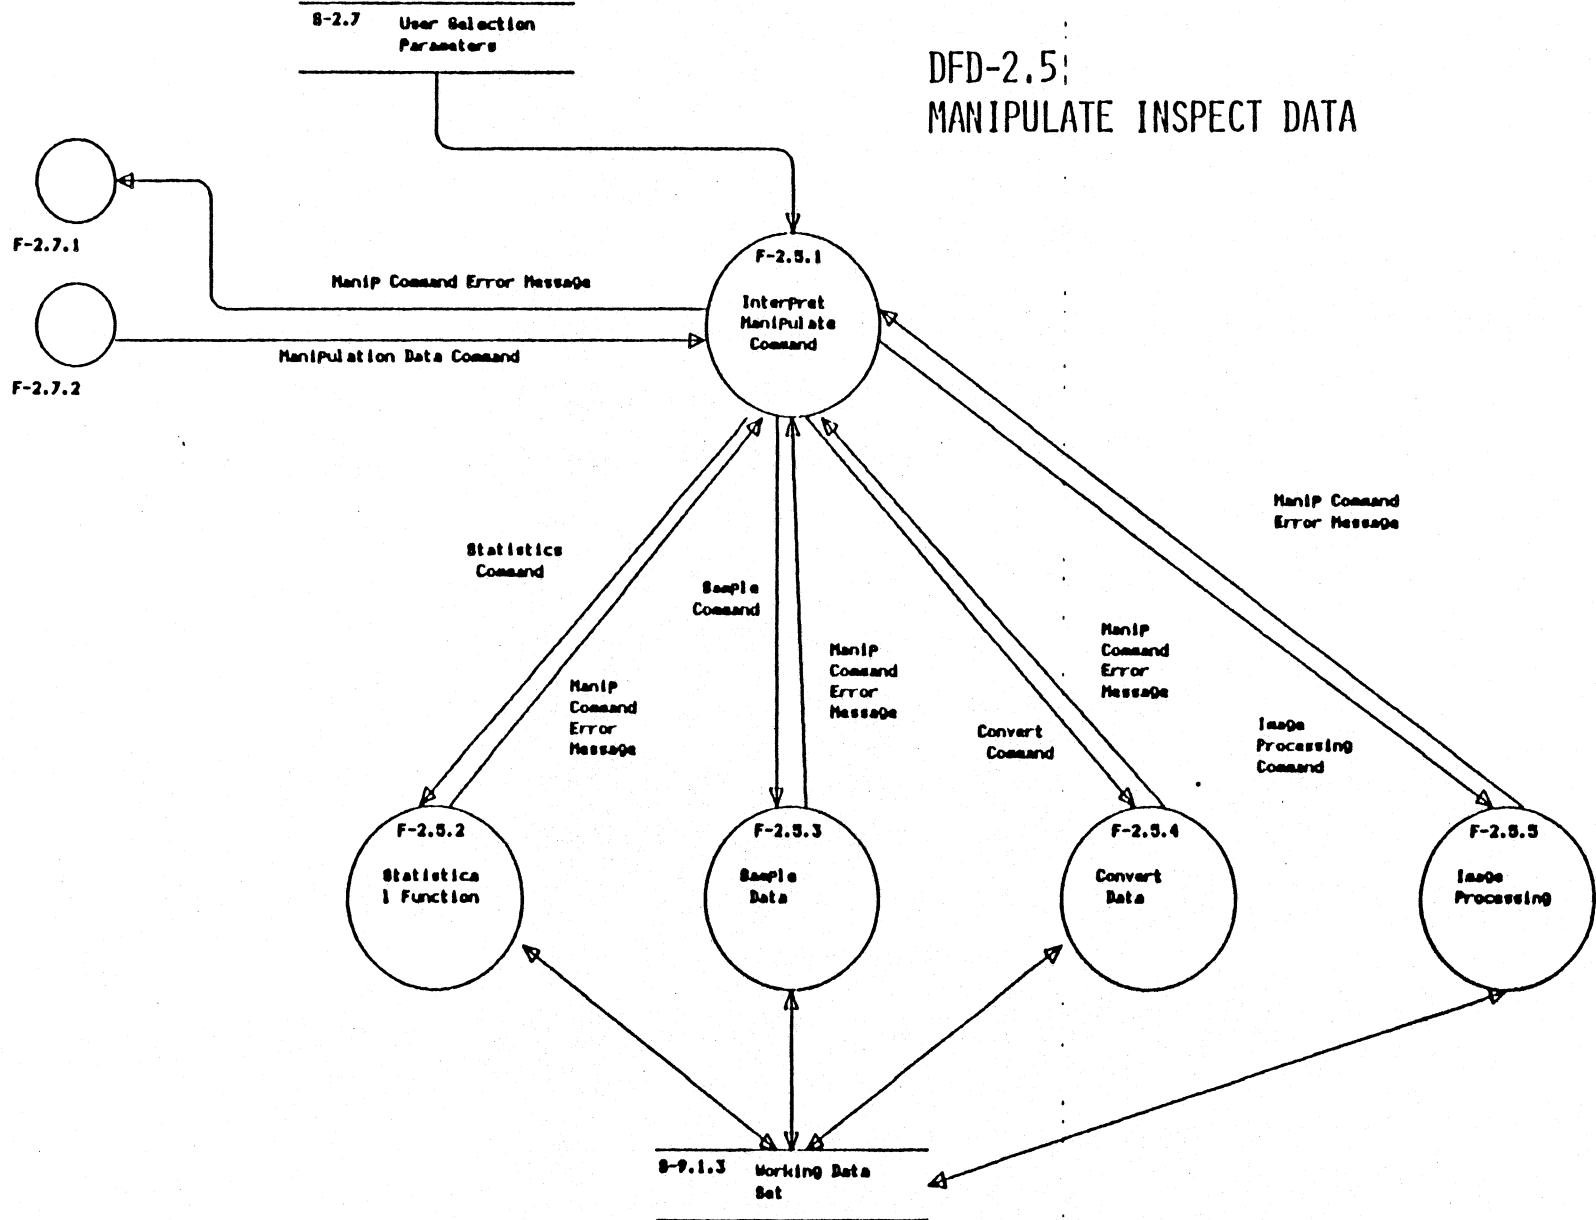 S-2.7 User Selection
Parameters
DFD-2.5
MANIPULATE INSPECT DATA
F-2.7.1
Manip Command Error Message
F-2.5.1
Interpret
Manipulate
Command
Manipulation Data Command
F-2.7.2
Manip Command
Error Message
Statistics
Command
Sample
Command
Manip
Command
Error
Message
Manip
Command
Error
Message
Manip
Command
Error
Message
Convert
Command
Image
Processing
Command
F-2.5.2
Statistica
l Function
F-2.5.3
Sample
Data
F-2.5.4
Convert
Data
F-2.5.5
Image
Processing
S-9.1.3 Working Data
Set